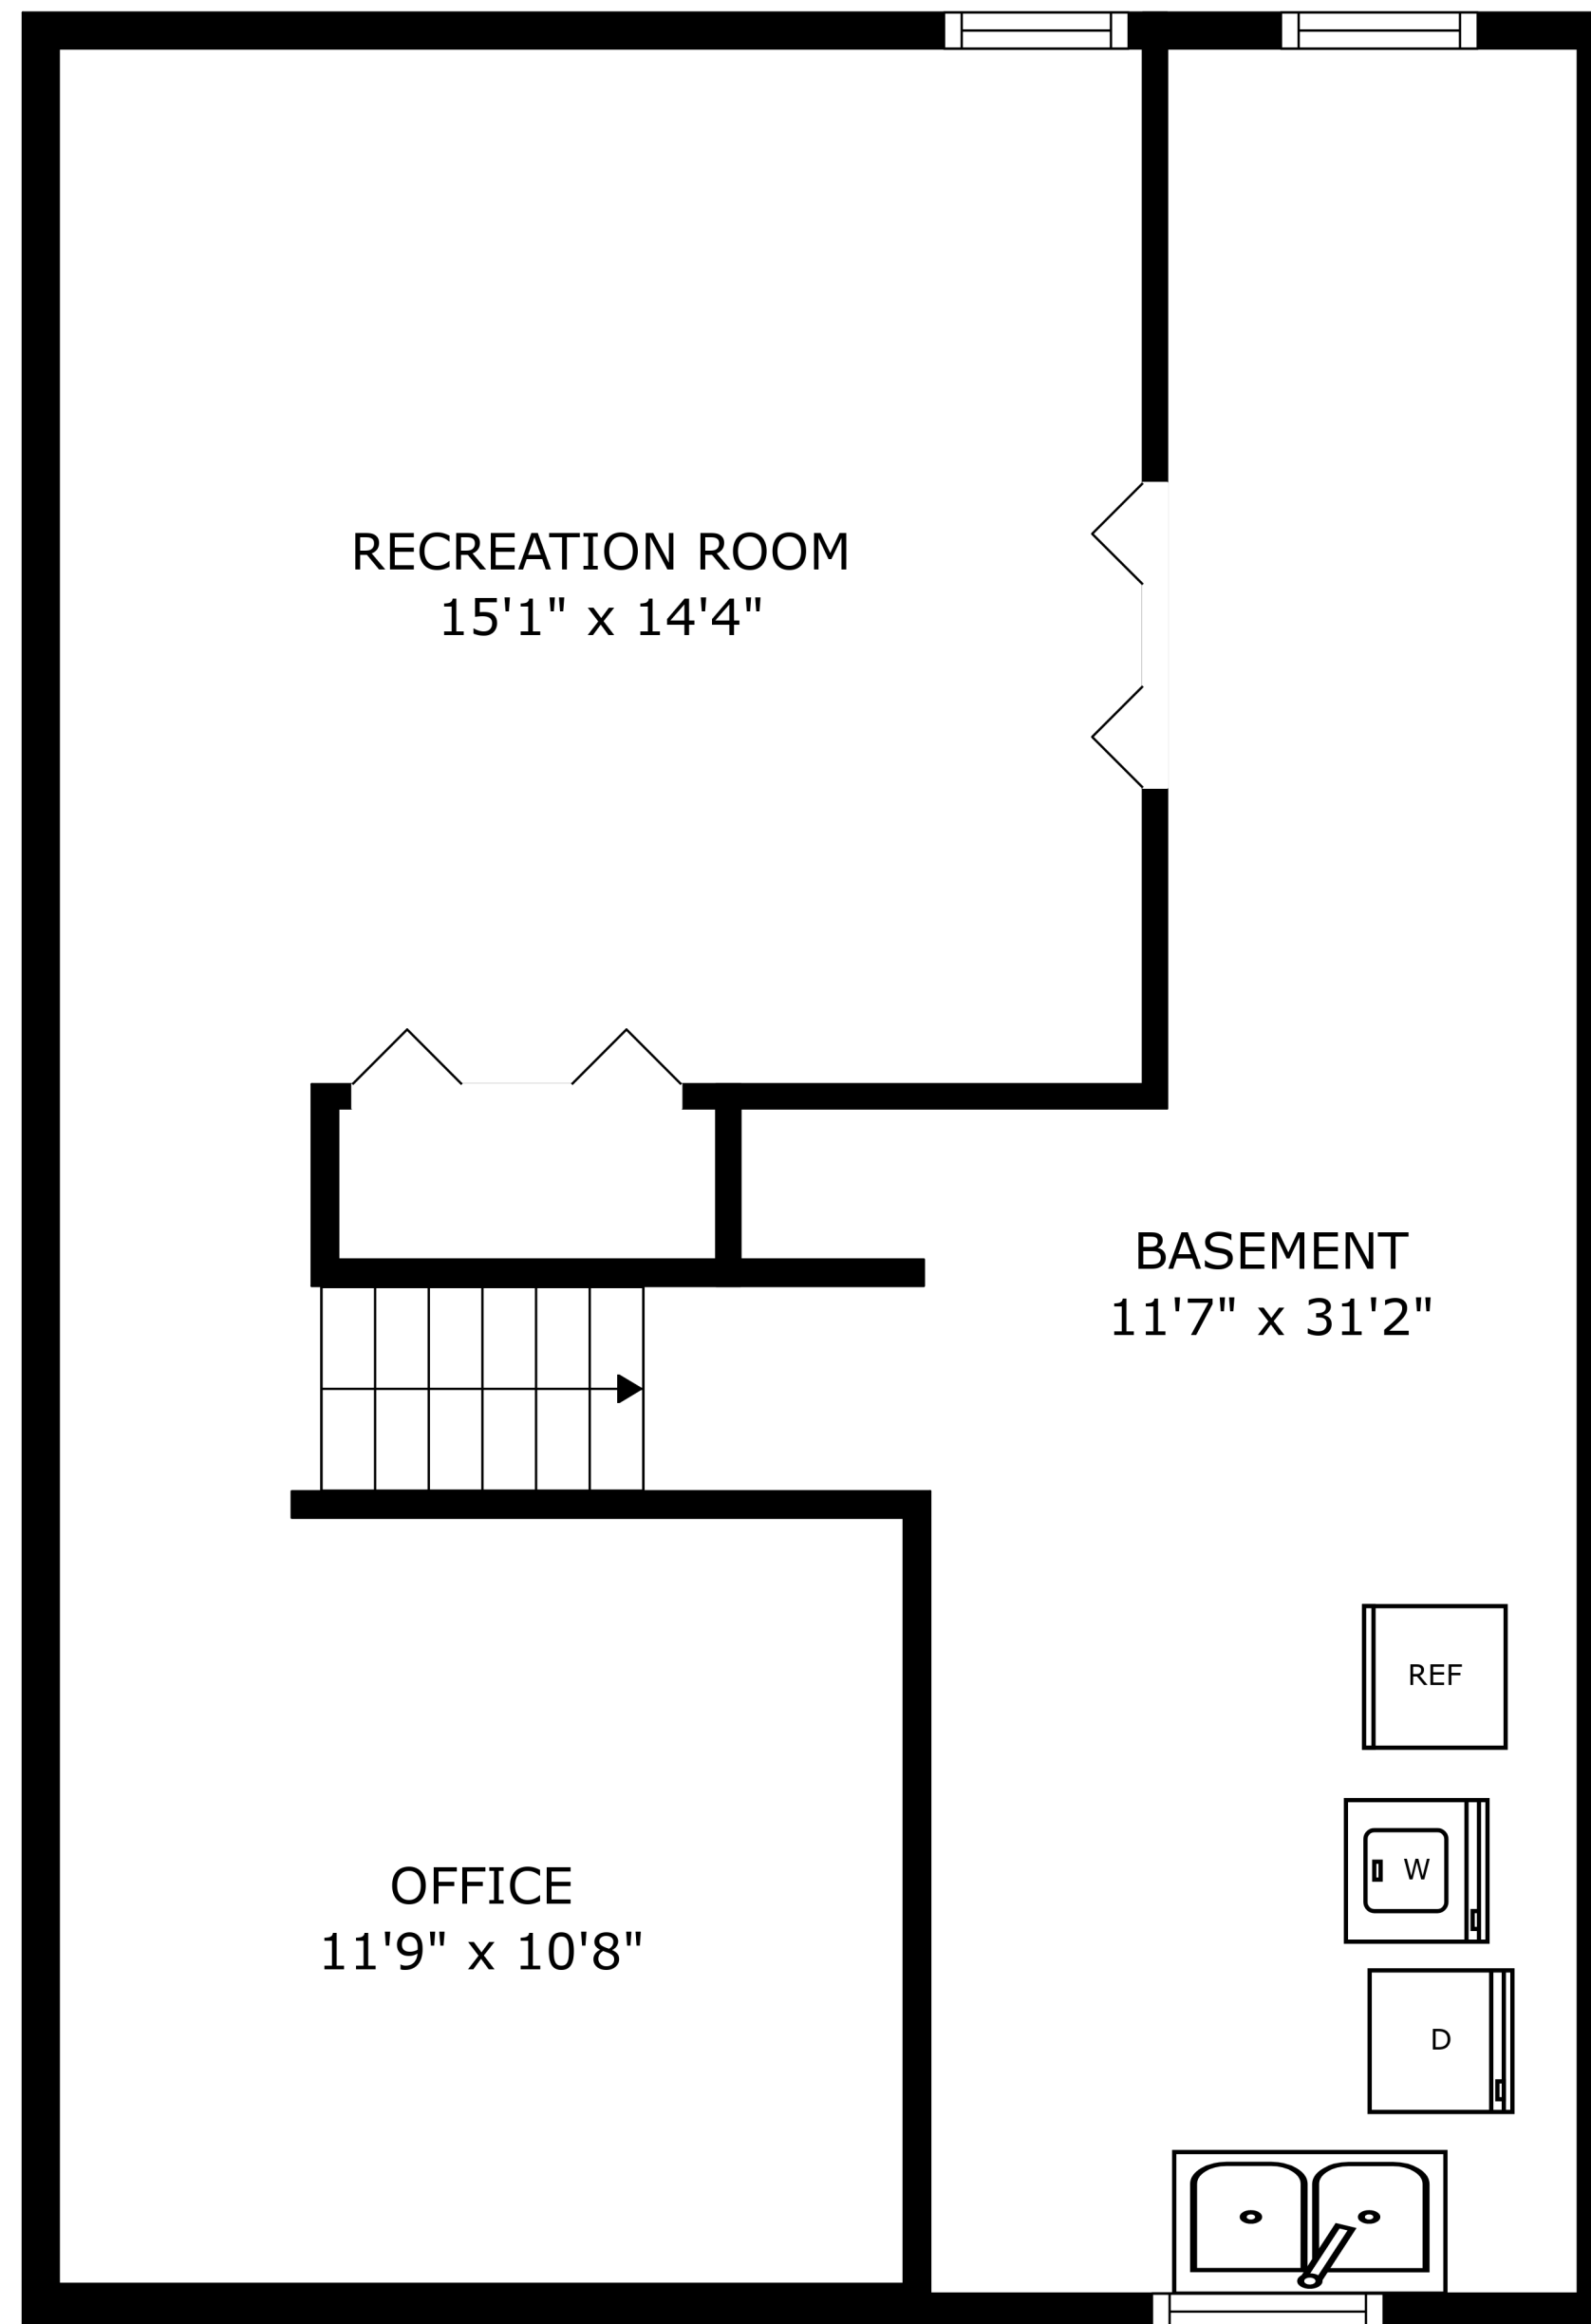 RECREATION ROOM
15'1" x 14'4"
BASEMENT
11'7" x 31'2"
REF
W
OFFICE
11'9" x 10'8"
D